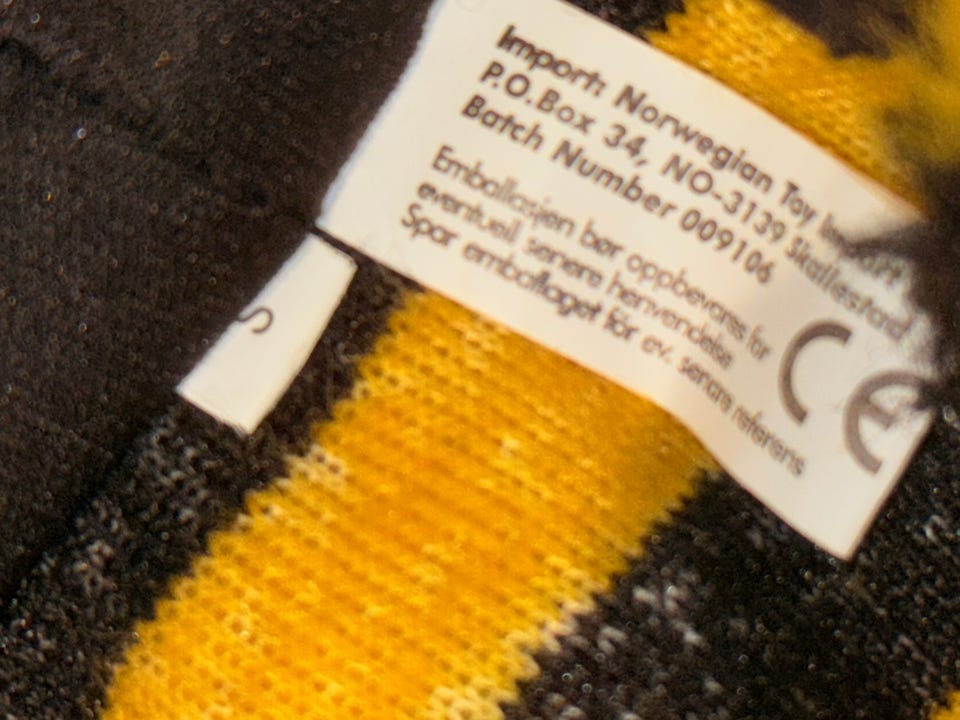 Import: Norwegian Toy
P.O.Box 34, NO-3139 Skallestad
Batch Number 009106
Emballasjen bør oppbevares for
eventuell senere henvendelse
Spar emballaget för ev. senare referens
CE
S